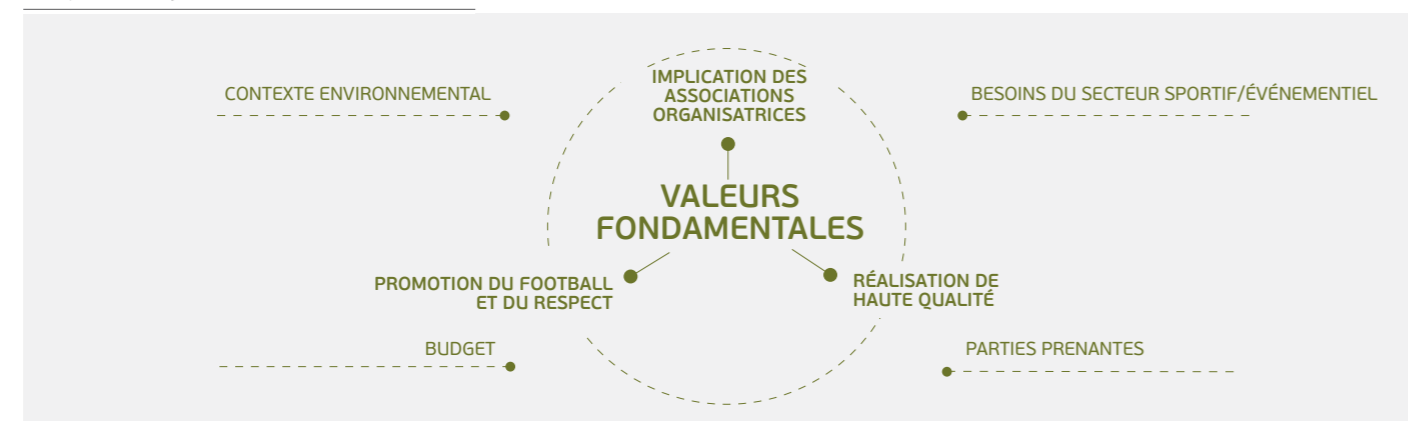 CONTEXTE ENVIRONNEMENTAL
IMPLICATION DES
ASSOCIATIONS
ORGANISATRICES
BESOINS DU SECTEUR SPORTIF/ÉVÉNEMENTIEL
VALEURS
FONDAMENTALES
PROMOTION DU FOOTBALL
ET DU RESPECT
RÉALISATION DE
HAUTE QUALITÉ
BUDGET
PARTIES PRENANTES